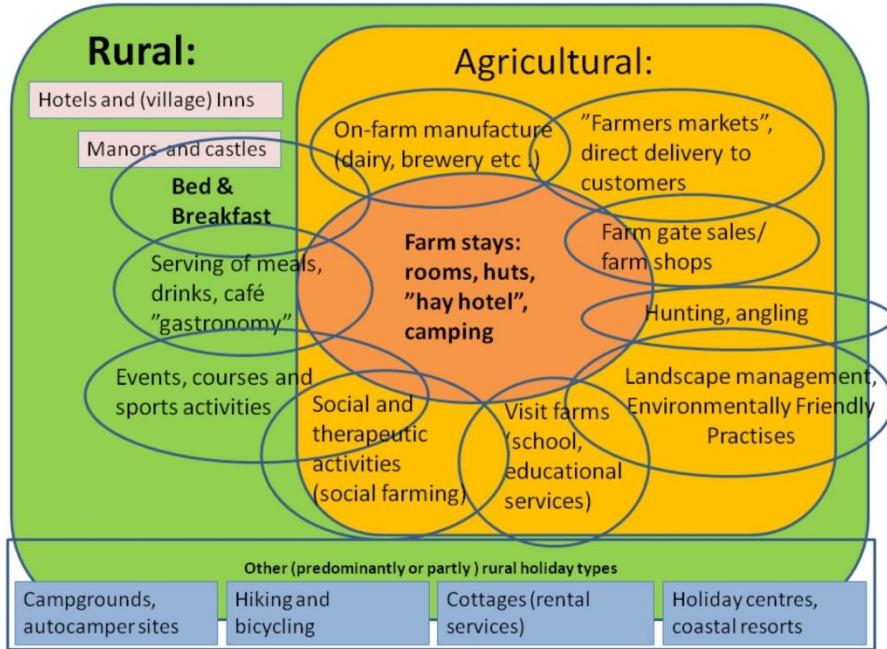 Rural:
Hotels and (village) Inns
Manors and castles
Bed &
Breakfast
Serving of meals,
drinks, café
”gastronomy”
Events, courses and
sports activities
Agricultural:
On-farm manufacture
(dairy, brewery etc .)
”Farmers markets”,
direct delivery to
customers
Farm stays:
rooms, huts,
”hay hotel”,
camping
Farm gate sales/
farm shops
Hunting, angling
Landscape management,
Environmentally Friendly
Practises
Social and
therapeutic
activities
(social farming)
Visit farms
(school,
educational
services)
Other (predominantly or partly ) rural holiday types
Campgrounds,
autocamper sites
Hiking and
bicycling
Cottages (rental
services)
Holiday centres,
coastal resorts